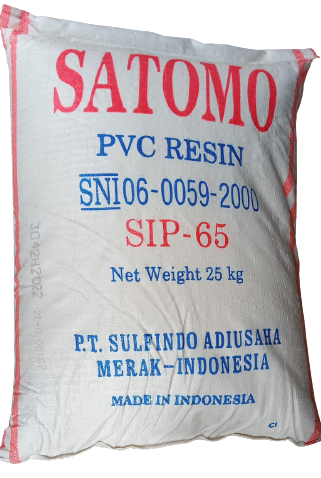 SATOMO
PVC RESIN
SNI 06-0059-2000
SIP-65
Net Weight 25 kg
P.T. SULFINDO ADIUSAHA
MERAK-INDONESIA
MADE IN INDONESIA